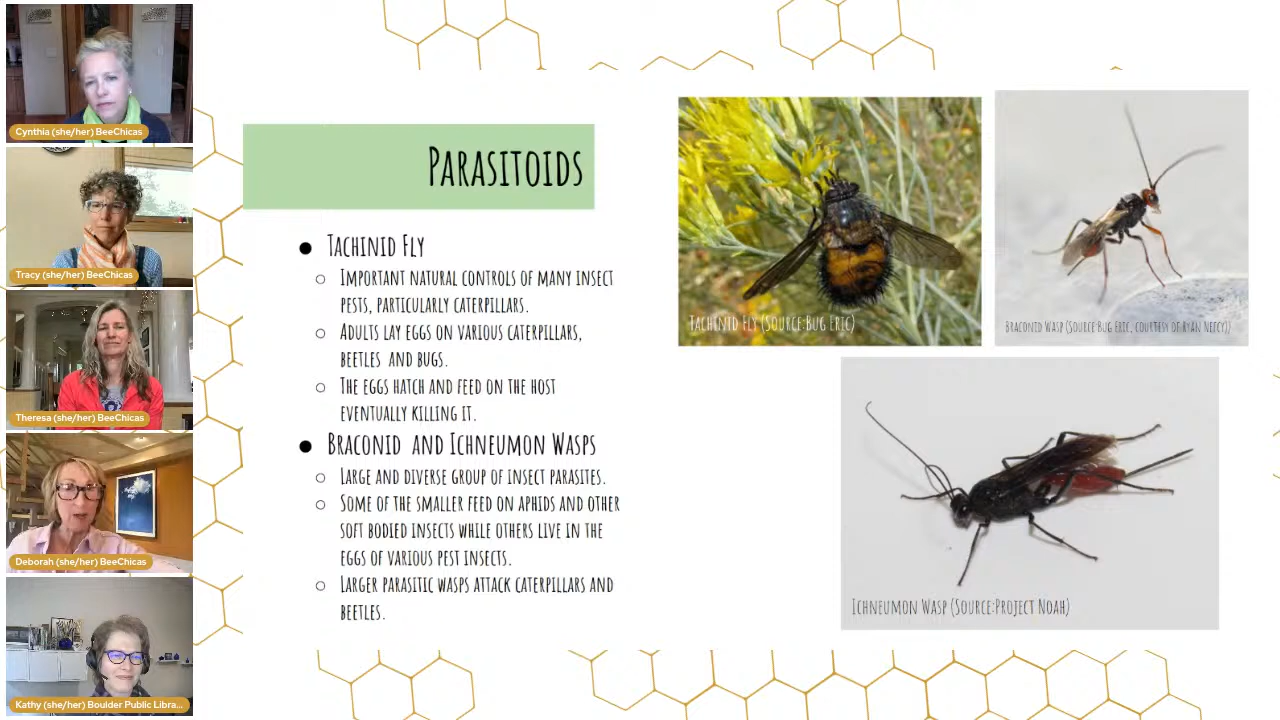 Cynthia (she/her) BeeChicas
Tracy (she/her) BeeChicas
Theresa (she/her) BeeChicas
Deborah (she/her) BeeChicas
Kathy (she/her) Boulder Public Libra...
Parasitoids
● Tachinid Fly
○ Important natural controls of many insect
pests, particularly caterpillars.
○ Adults lay eggs on various caterpillars,
beetles and bugs.
○ The eggs hatch and feed on the host
eventually killing it.
● Braconid and Ichneumon Wasps
○ Large and diverse group of insect parasites.
○ Some of the smaller feed on aphids and other
soft bodied insects while others live in the
eggs of various pest insects.
○ Larger parasitic wasps attack caterpillars and
beetles.
Tachinid Fly (Source:Bug Eric)
Braconid Wasp (Source:Bug Eric, courtesy of Ryan
Ichneumon Wasp (Source:Project Noah)